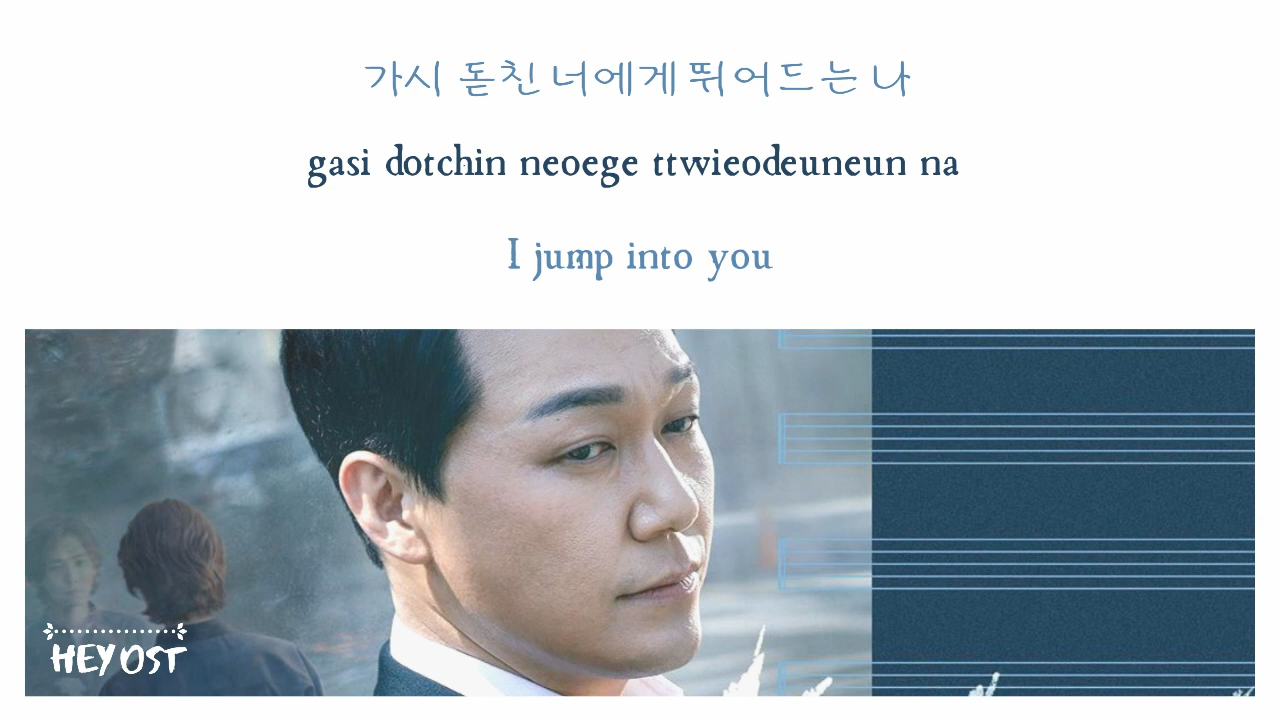 가시 돋친 너에게 뛰어드는 나
gasi dotchin neoege ttwieodeuneun na
I jump into you
HEY OST